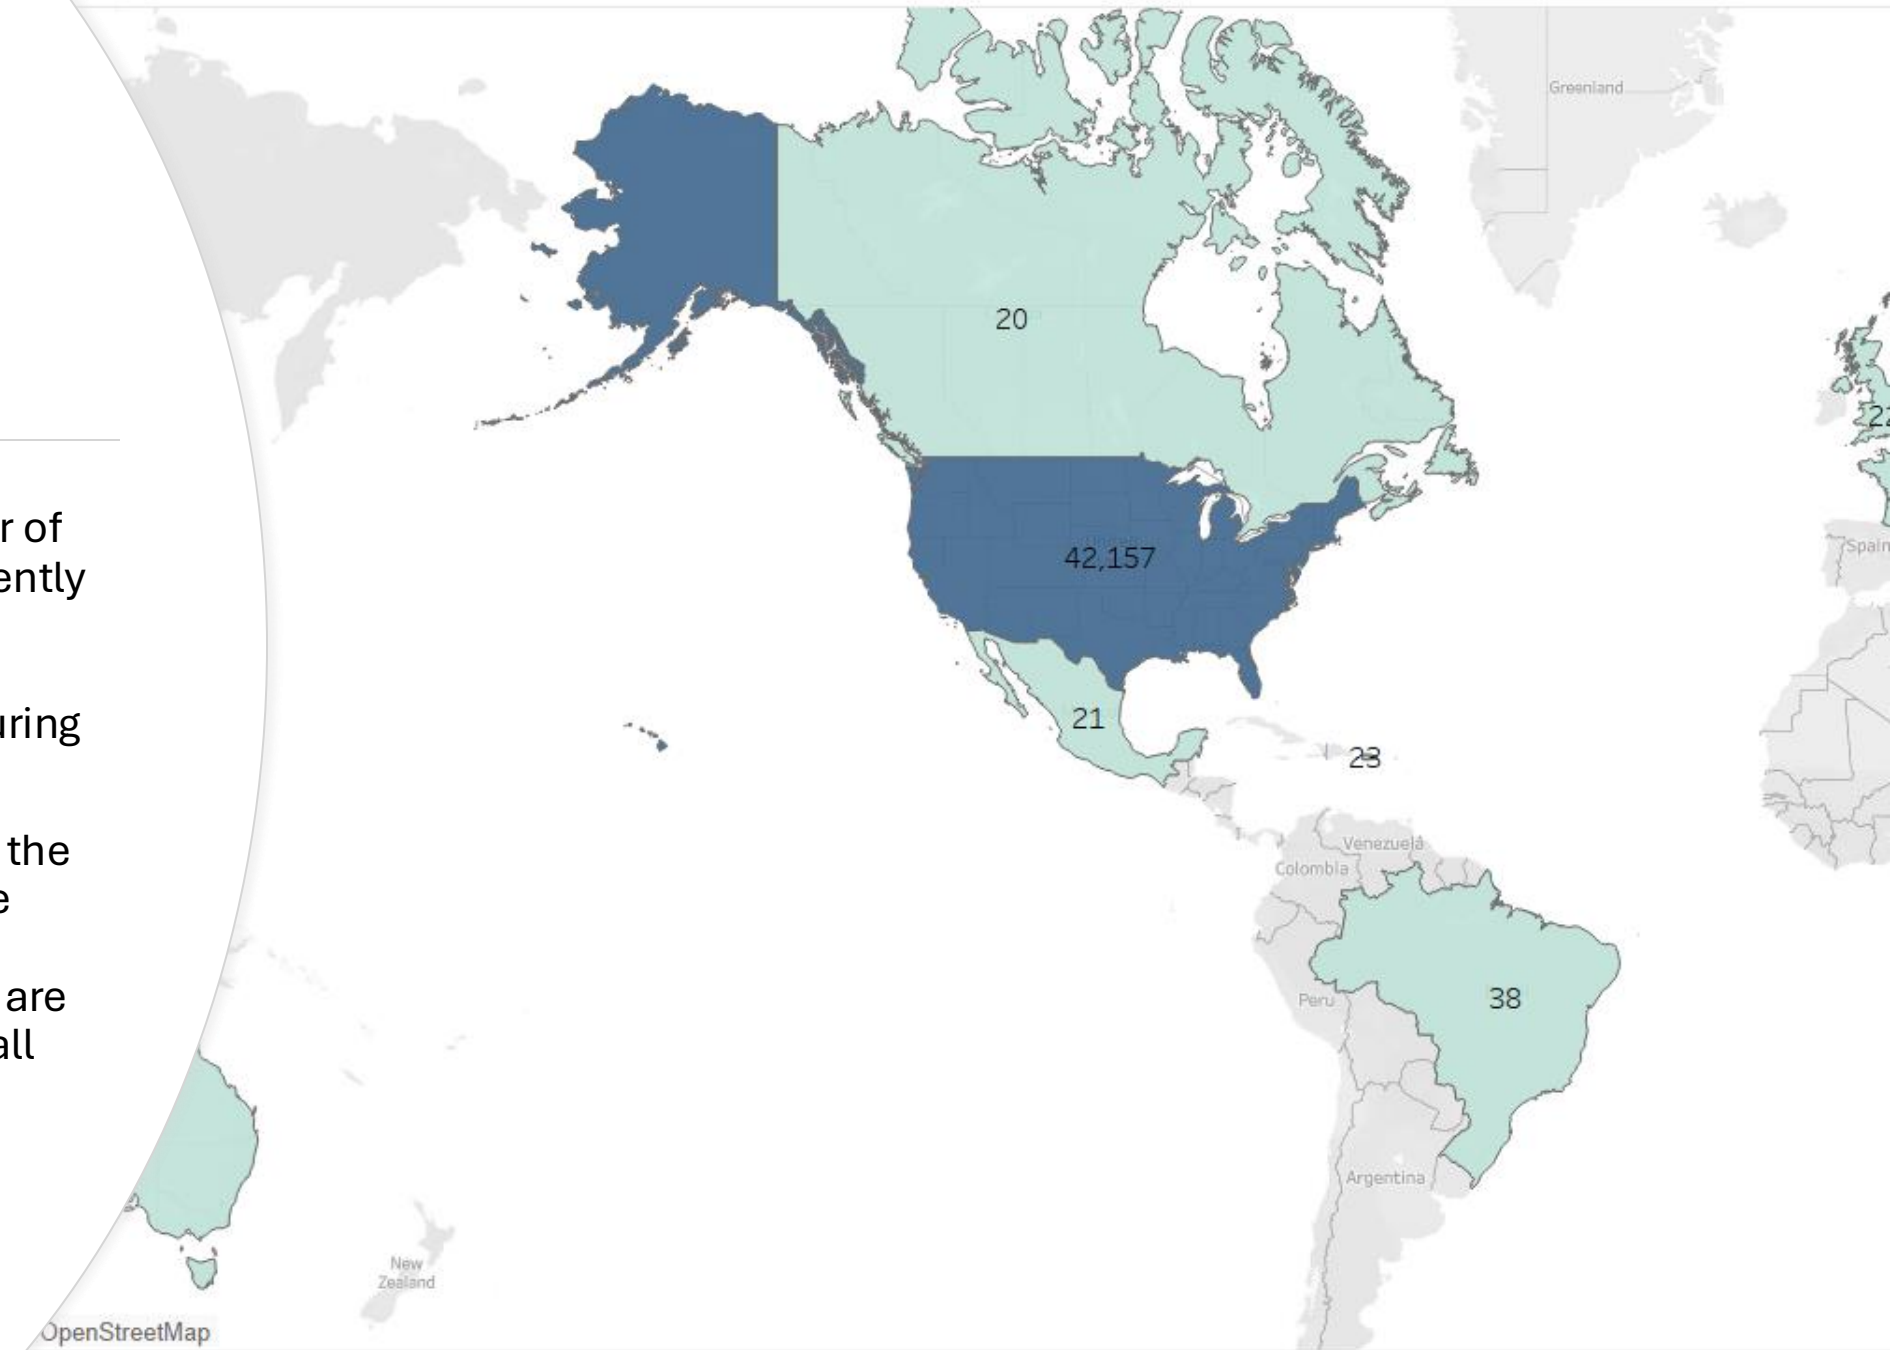 r of
ently
uring
the
e
are
all
OpenStreetMap
Greenland
20
22
42,157
Spain
21
23
Venezuela
Colombia
38
Peru
Argentina
New
Zealand